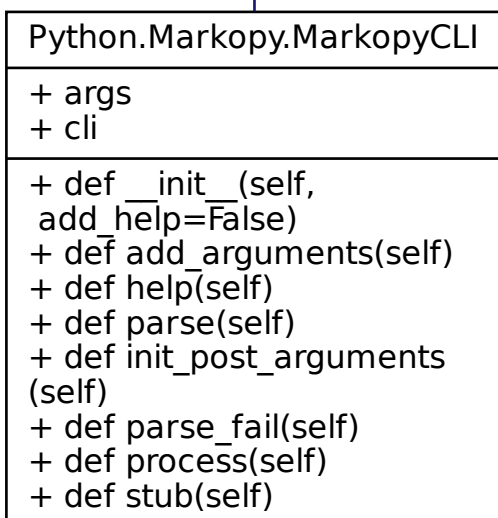 Python.Markopy.MarkopyCLI
+ args
+ cli
+ def __init__(self,
add_help=False)
+ def add_arguments(self)
+ def help(self)
+ def parse(self)
+ def init_post_arguments
(self)
+ def parse_fail(self)
+ def process(self)
+ def stub(self)